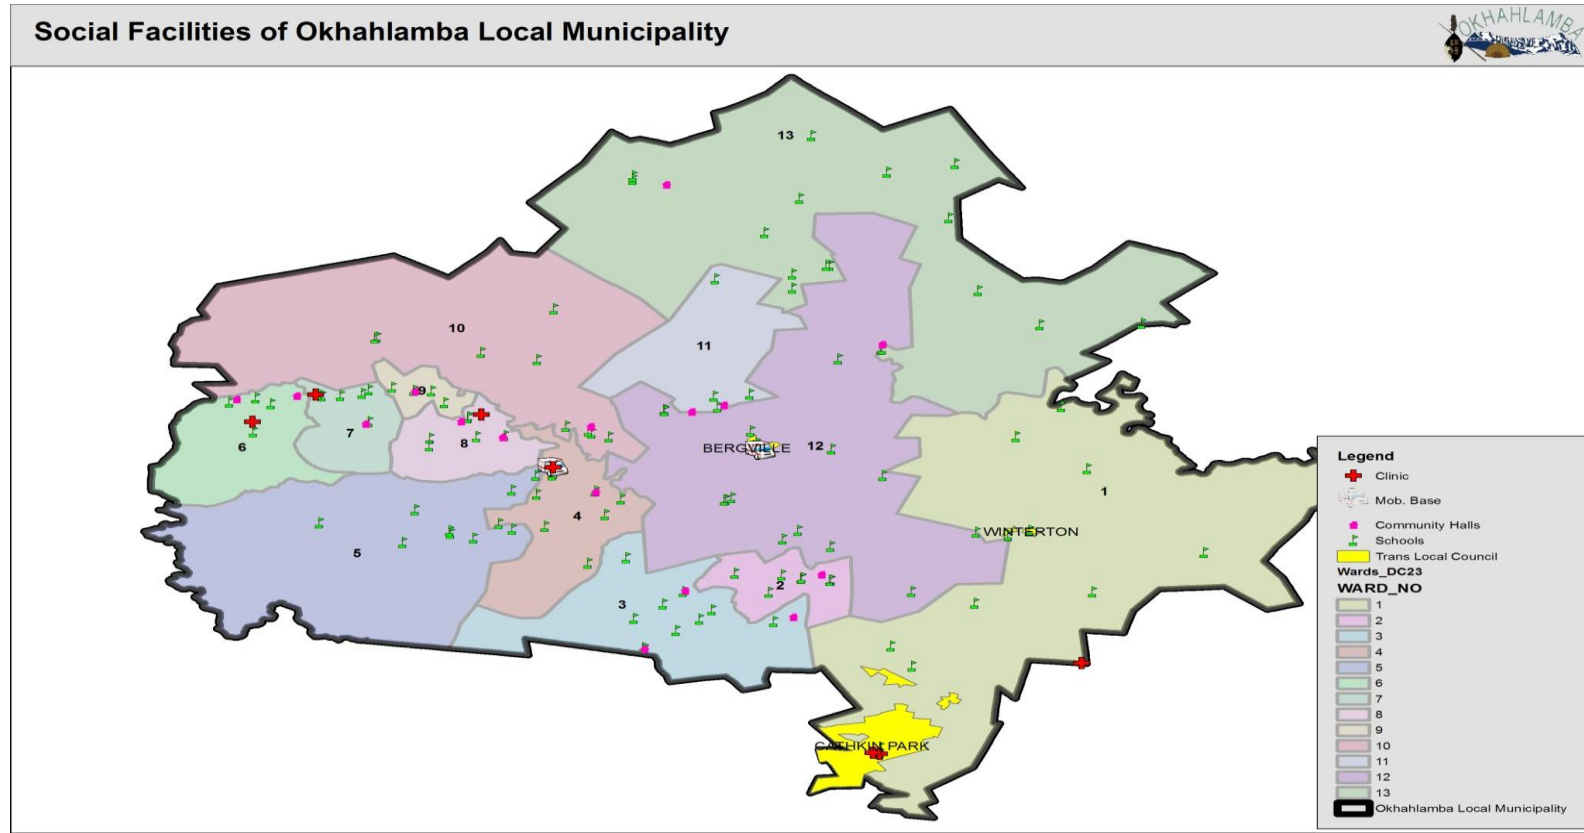 Social Facilities of Okhahlamba Local Municipality
OKHAHLAMBA
13
10
11
9
7
8
6
BERGVILLE
12
1
4
WINTERTON
5
2
3
CATHKIN PARK
Legend
Clinic
Mob. Base
Community Halls
Schools
Trans Local Council
Wards_DC23
WARD_NO
1
2
3
4
5
6
7
8
9
10
11
12
13
Okhahlamba Local Municipality